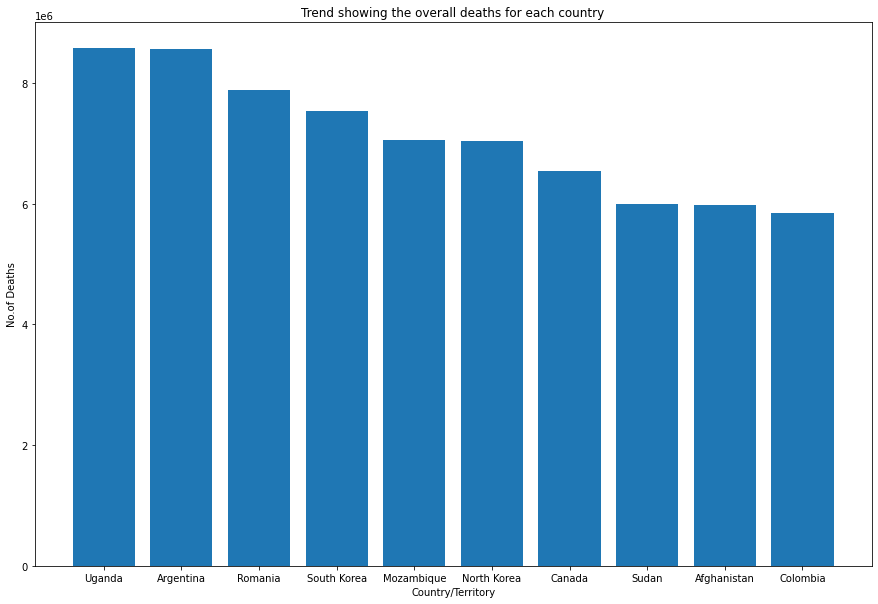 Trend showing the overall deaths for each country
1e6
8
6
4
2
0
No.of Deaths
Uganda Argentina Romania South Korea Mozambique North Korea Canada Sudan Afghanistan Colombia
Country/Territory